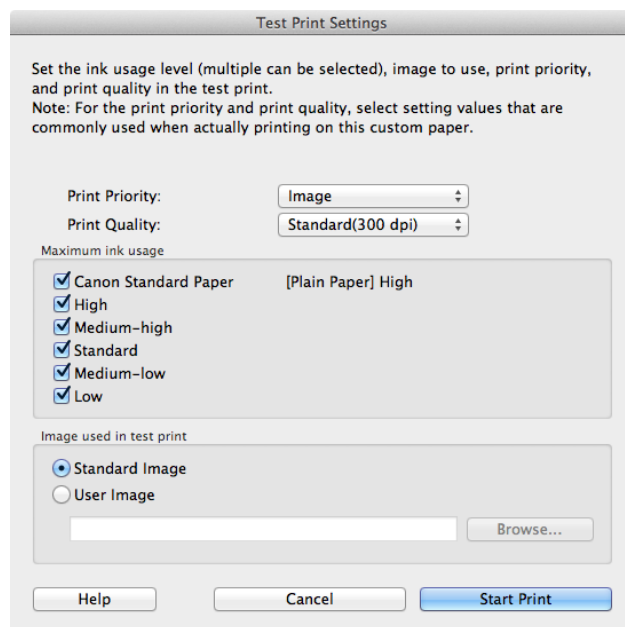 Test Print Settings
Set the ink usage level (multiple can be selected), image to use, print priority,
and print quality in the test print.
Note: For the print priority and print quality, select setting values that are
commonly used when actually printing on this custom paper.
Print Priority: Image
Print Quality: Standard(300 dpi)
Maximum ink usage
Canon Standard Paper [Plain Paper] High
High
Medium-high
Standard
Medium-low
Low
Image used in test print
Standard Image
User Image
Browse...
Help Cancel Start Print